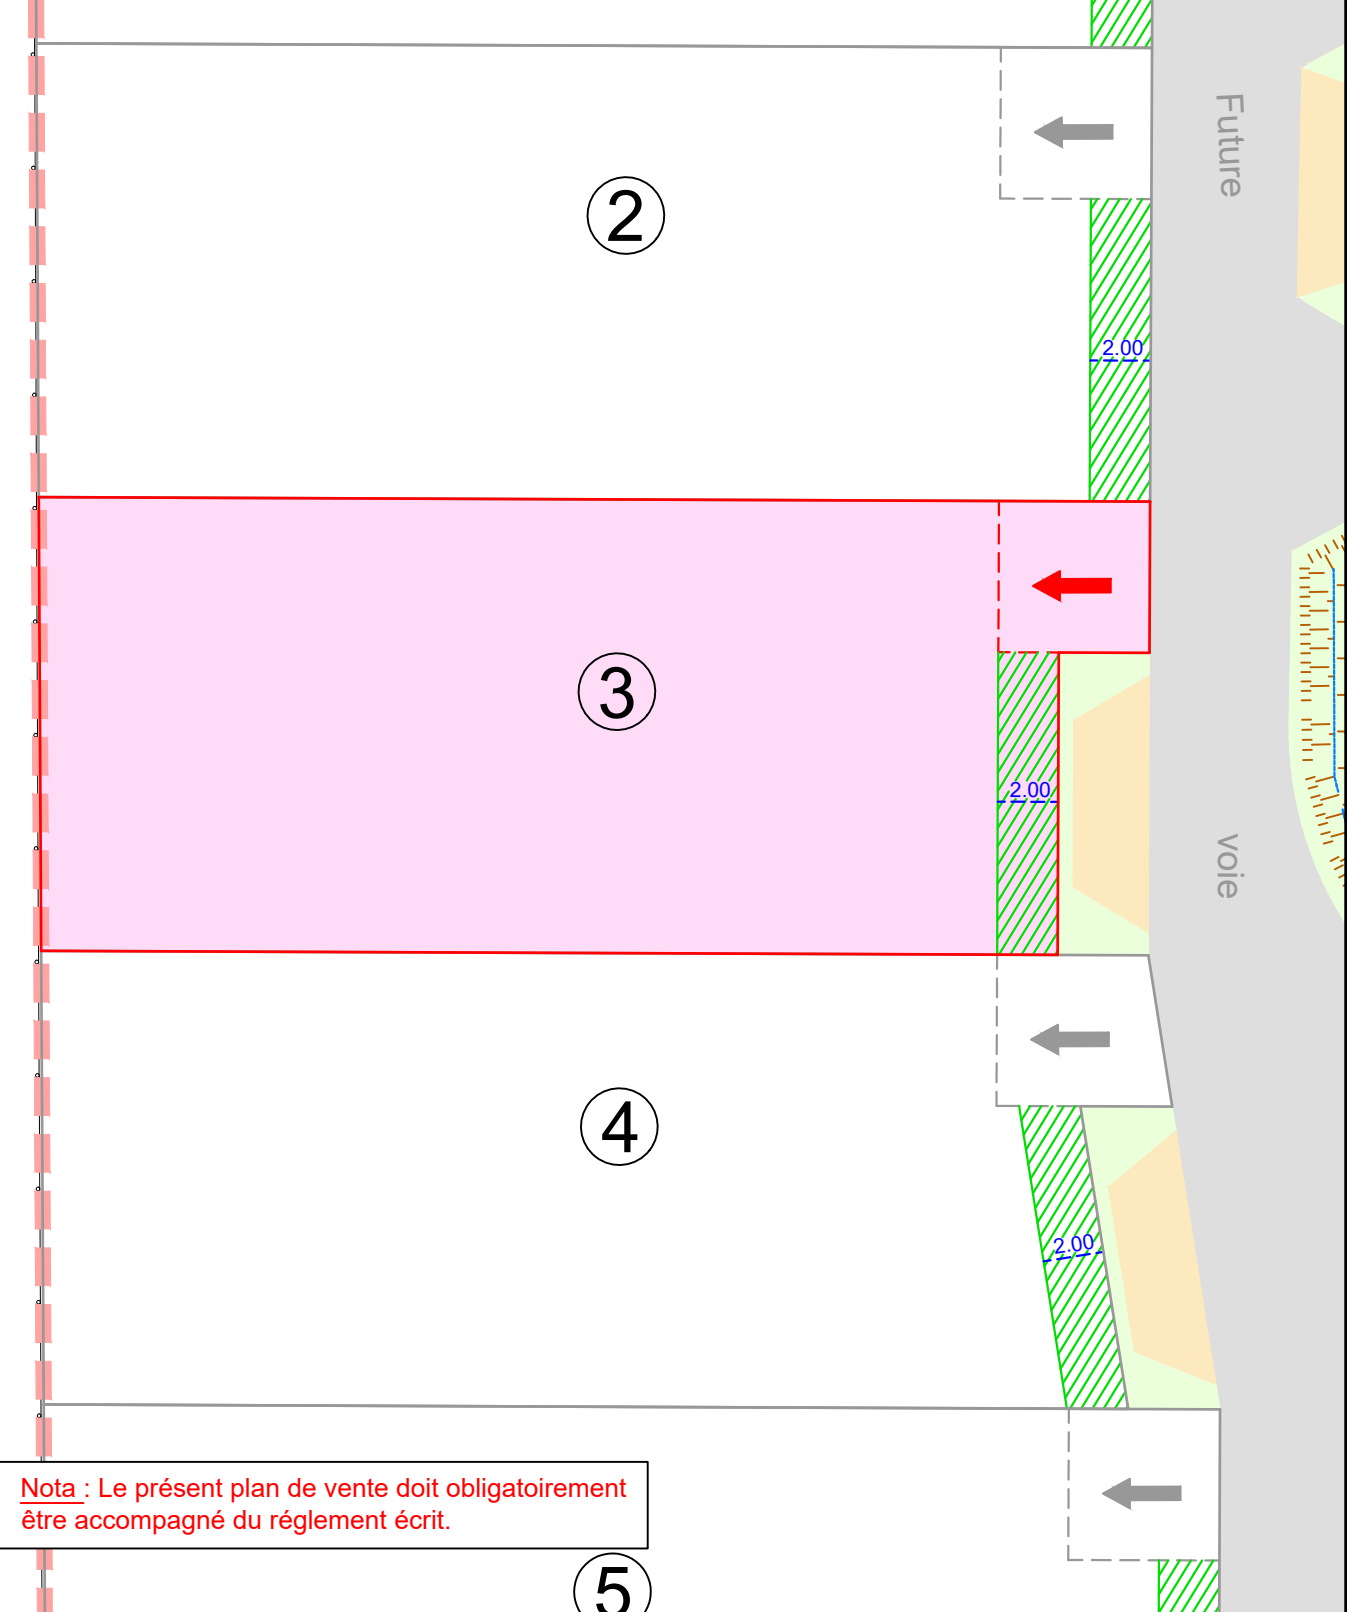 Future
2
2.00
3
2.00
voie
4
2.00
Nota : Le présent plan de vente doit obligatoirement
être accompagné du réglement écrit.
5